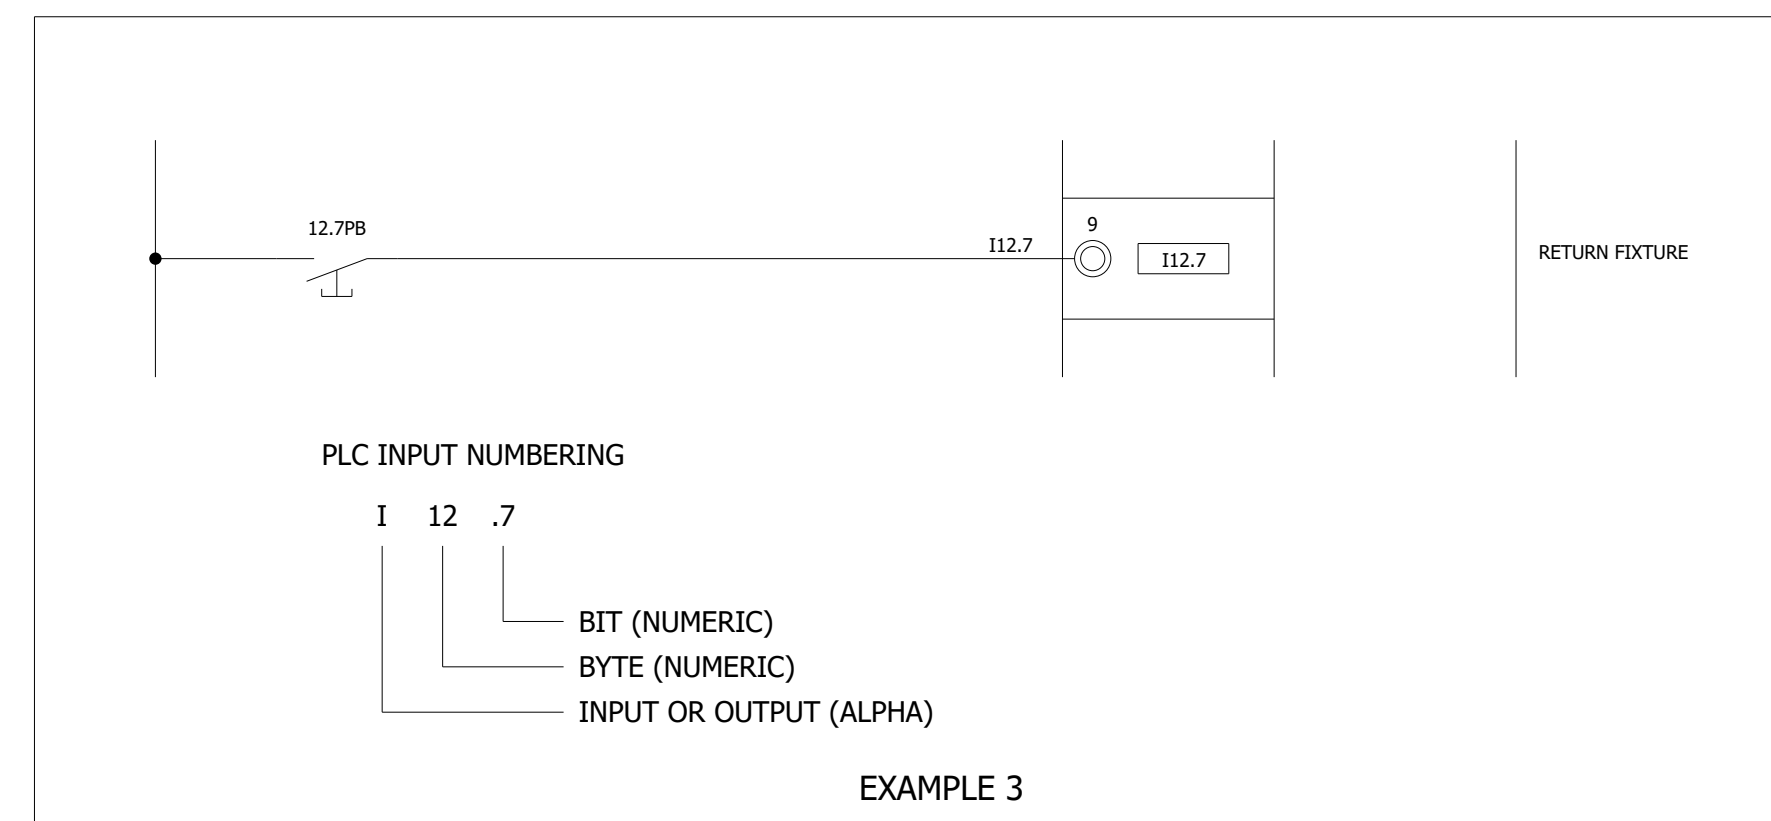 12.7PB
I12.7
9
I12.7
RETURN FIXTURE
PLC INPUT NUMBERING
I 12 .7
BIT (NUMERIC)
BYTE (NUMERIC)
INPUT OR OUTPUT (ALPHA)
EXAMPLE 3